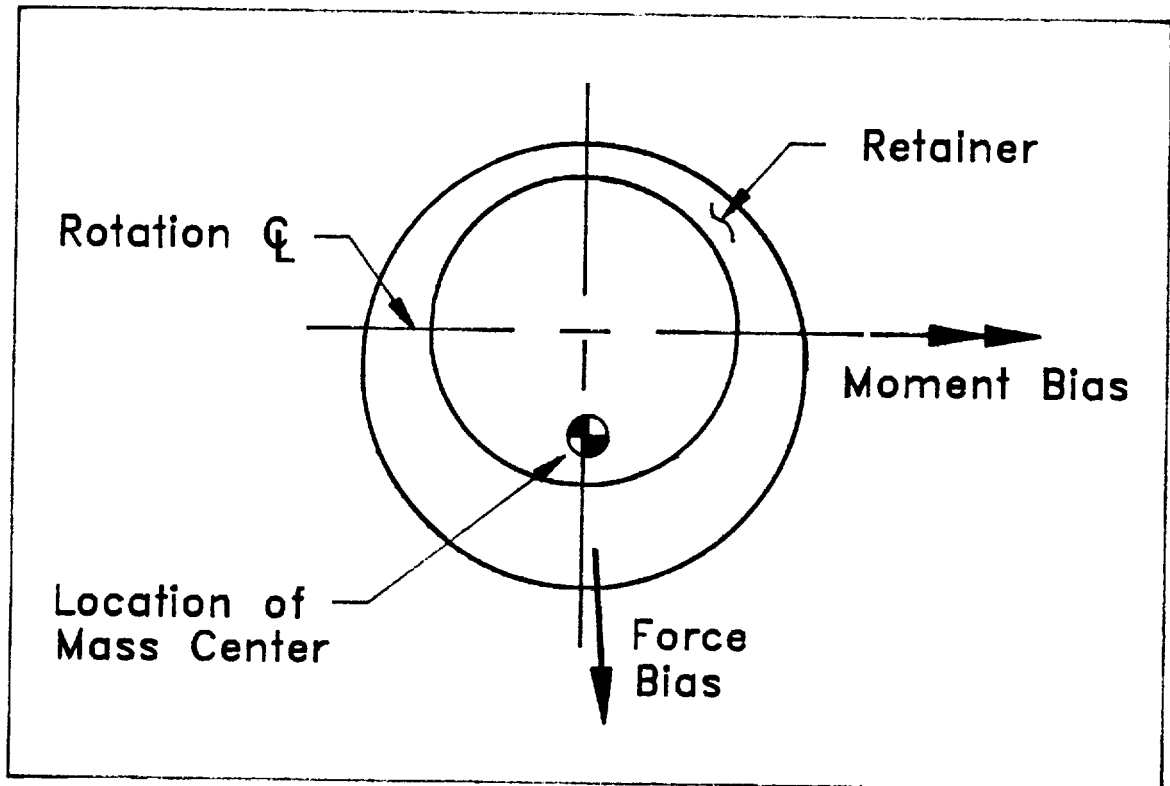 Retainer
Rotation ℄
Moment Bias
Location of
Mass Center
Force
Bias